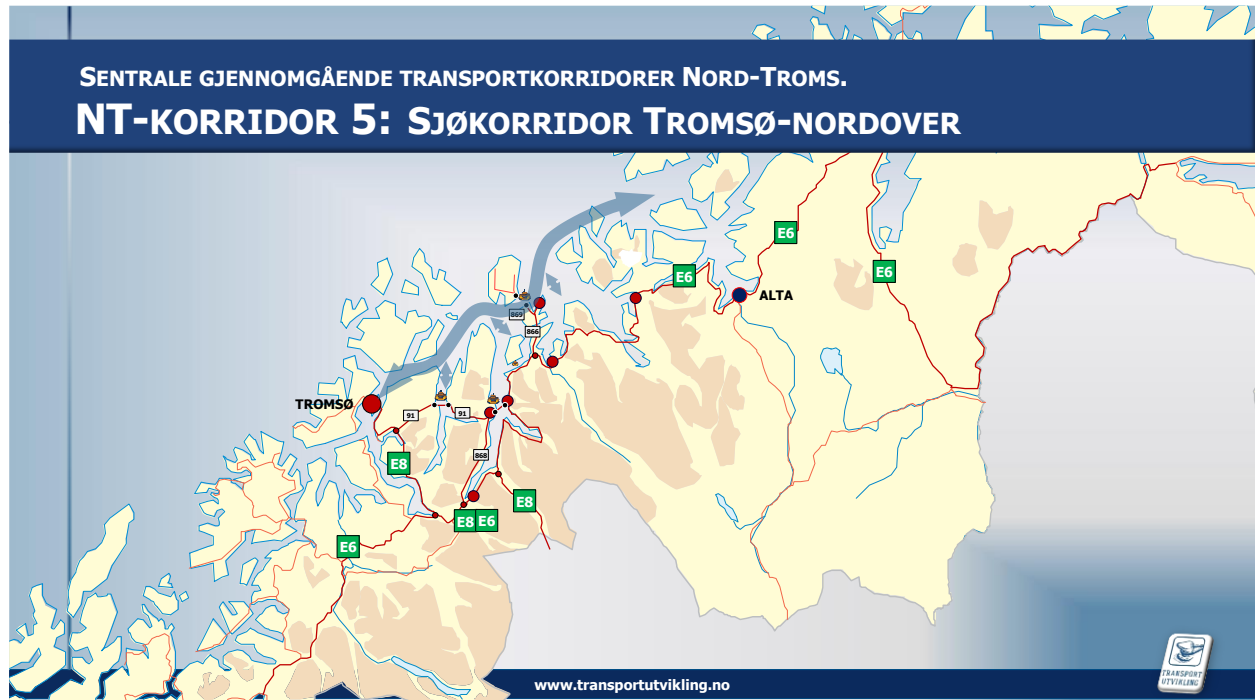 SENTRALE GJENNOMGÅENDE TRANSPORTKORRIDORER NORD-TROMS.
NT-KORRIDOR 5: SJØKORRIDOR TROMSØ-NORDOVER
E6
E6
E6
ALTA
869
866
TROMSØ
91
91
868
E8
E8
E8 E6
E6
www.transportutvikling.no
TRANSPORT
UTVIKLING